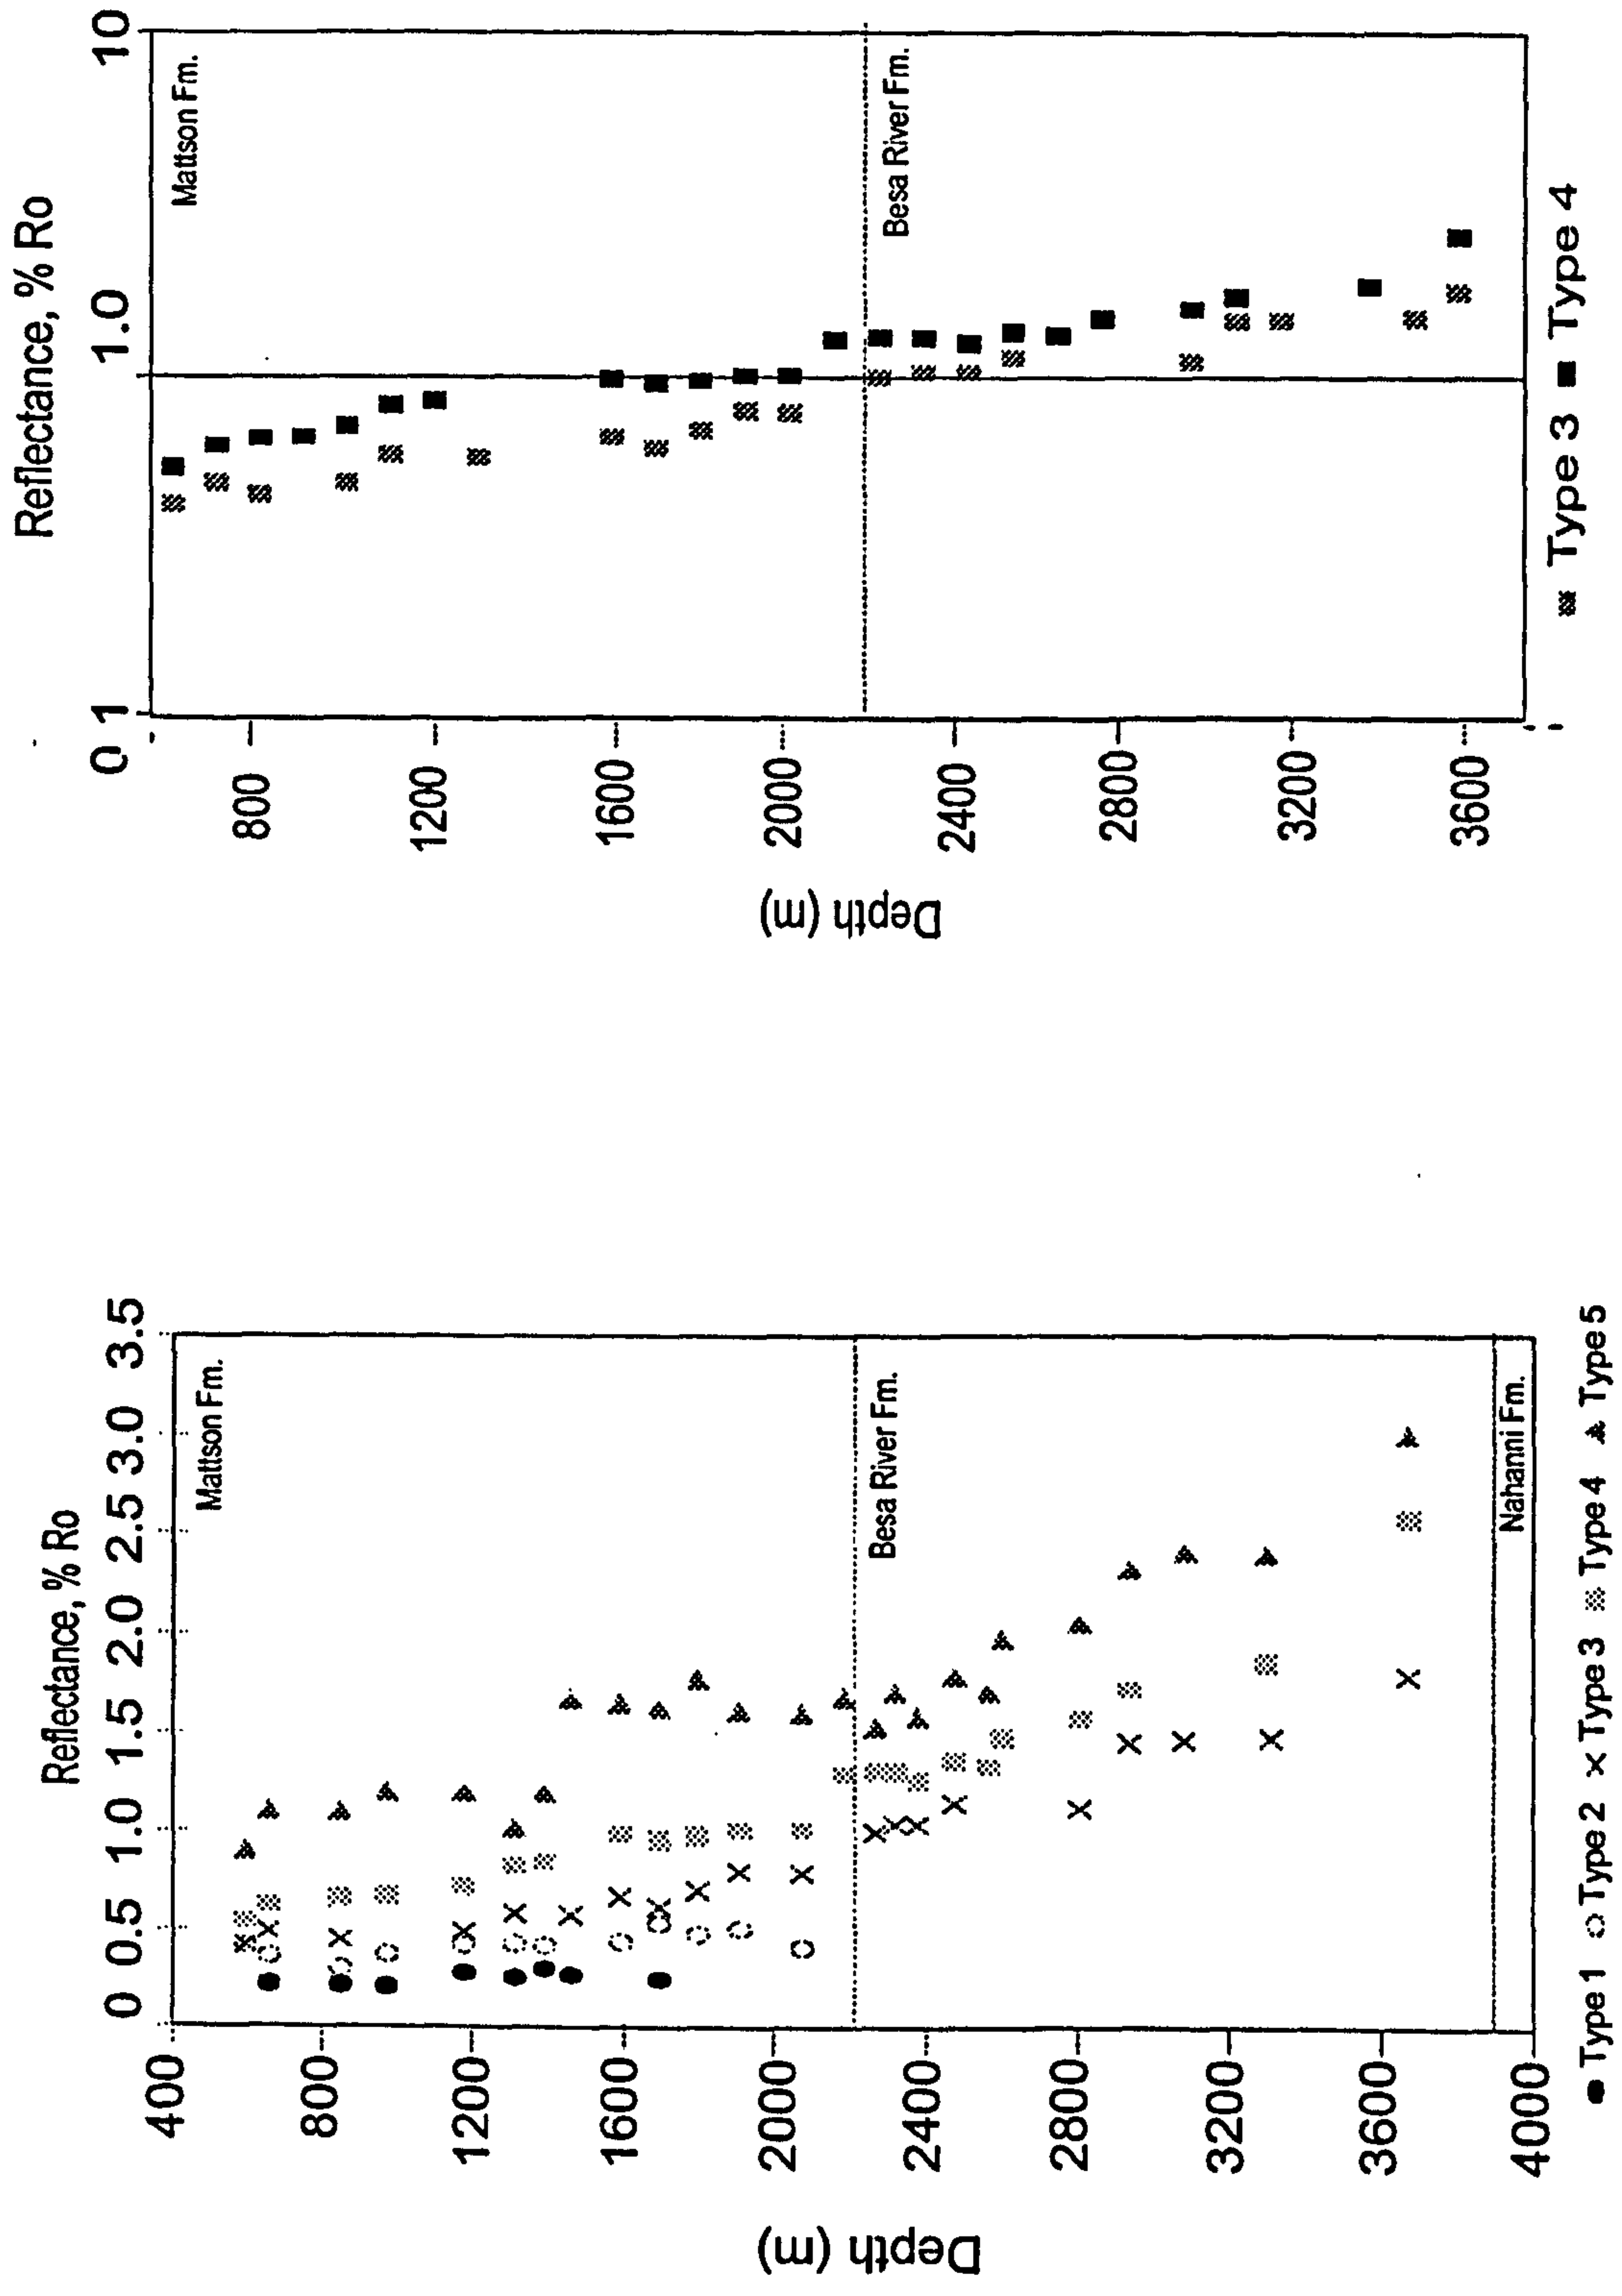 Reflectance, % Ro
0 0.5 1.0 1.5 2.0 2.5 3.0 3.5
Mattson Fm.
Besa River Fm.
Nahanni Fm.
400
800
1200
1600
2000
2400
2800
3200
3600
4000
Depth (m)
Type 1 Type 2 Type 3 Type 4 Type 5
Reflectance, % Ro
0 1 1.0 10
Mattson Fm.
Besa River Fm.
800
1200
1600
2000
2400
2800
3200
3600
Depth (m)
Type 3 Type 4